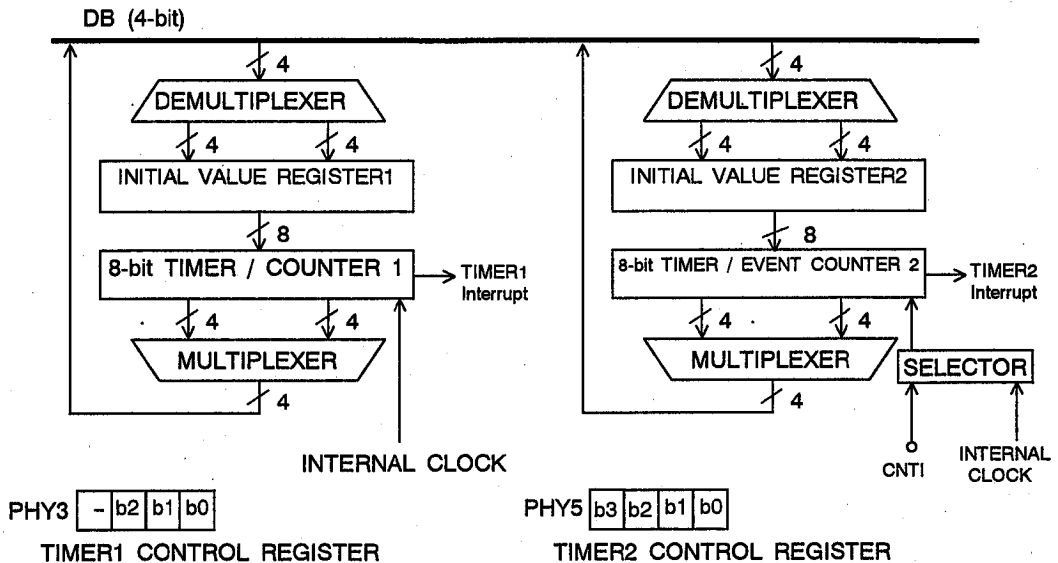 DB (4-bit)
4
4
DEMULTIPLEXER
DEMULTIPLEXER
4
4
4
4
INITIAL VALUE REGISTER1
INITIAL VALUE REGISTER2
8
8
8-bit TIMER / COUNTER 1
TIMER1
Interrupt
8-bit TIMER / EVENT COUNTER 2
TIMER2
Interrupt
4
4
4
4
MULTIPLEXER
MULTIPLEXER
SELECTOR
4
4
INTERNAL CLOCK
CNTI
INTERNAL
CLOCK
PHY3 - b2 b1 b0
PHY5 b3 b2 b1 b0
TIMER1 CONTROL REGISTER
TIMER2 CONTROL REGISTER